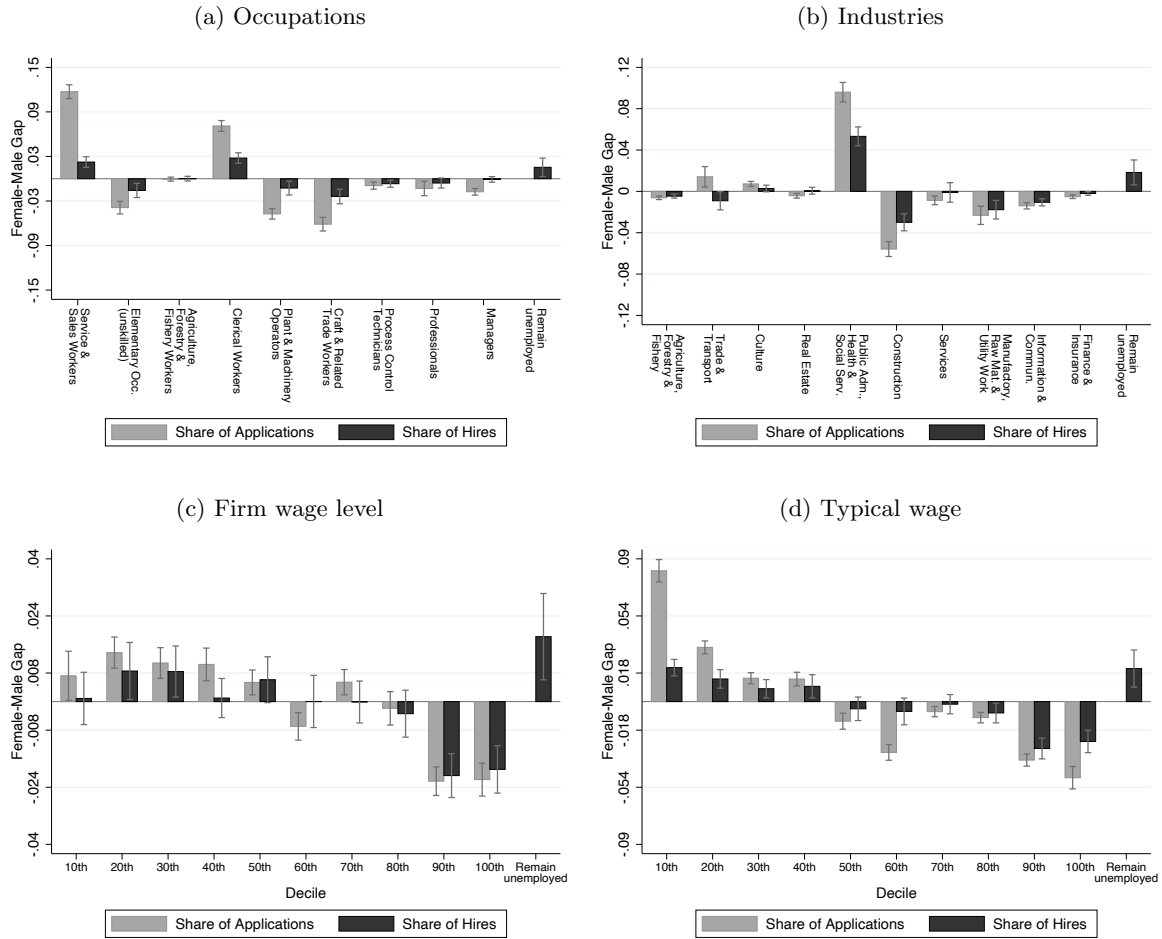 (a) Occupations
Female-Male Gap
.15
.09
.03
-.03
-.09
-.15
Service &
Sales Workers
Elementary Occ.
(unskilled)
Agriculture,
Forestry &
Fishery Workers
Clerical Workers
Plant & Machinery
Operators
Craft & Related
Trade Workers
Process Control
Technicians
Professionals
Managers
Remain
unemployed
Share of Applications
Share of Hires
(b) Industries
Female-Male Gap
.12
.08
.04
0
-.04
-.08
-.12
Agriculture,
Forestry &
Fishery
Trade &
Transport
Culture
Real Estate
Public Adm.,
Health &
Social Serv.
Construction
Services
Manufactory,
Raw Mat. &
Utility Work
Information &
Commun.
Finance &
Insurance
Remain
unemployed
Share of Applications
Share of Hires
(c) Firm wage level
Female-Male Gap
.04
.024
.008
-.008
-.024
-.04
10th
20th
30th
40th
50th
60th
70th
80th
90th
100th
Remain
unemployed
Decile
Share of Applications
Share of Hires
(d) Typical wage
Female-Male Gap
.09
.054
.018
-.018
-.054
-.09
10th
20th
30th
40th
50th
60th
70th
80th
90th
100th
Remain
unemployed
Decile
Share of Applications
Share of Hires